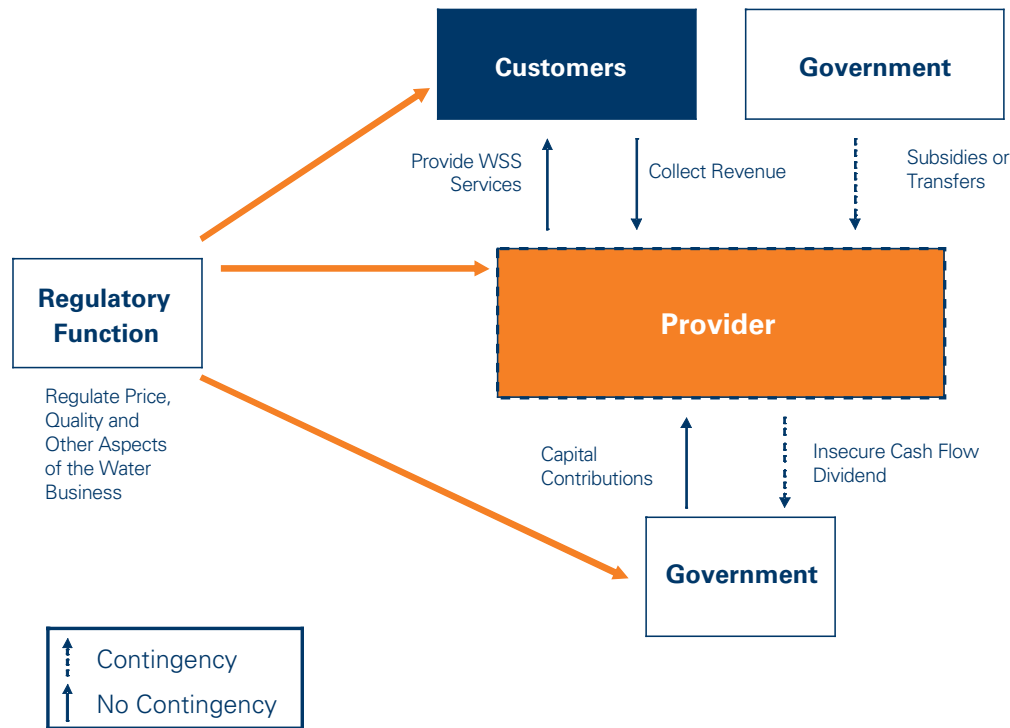 Customers
Government
Provide WSS
Services
Collect Revenue
Subsidies or
Transfers
Regulatory
Function
Provider
Regulate Price,
Quality and
Other Aspects
of the Water
Business
Capital
Contributions
Insecure Cash Flow
Dividend
Government
Contingency
No Contingency